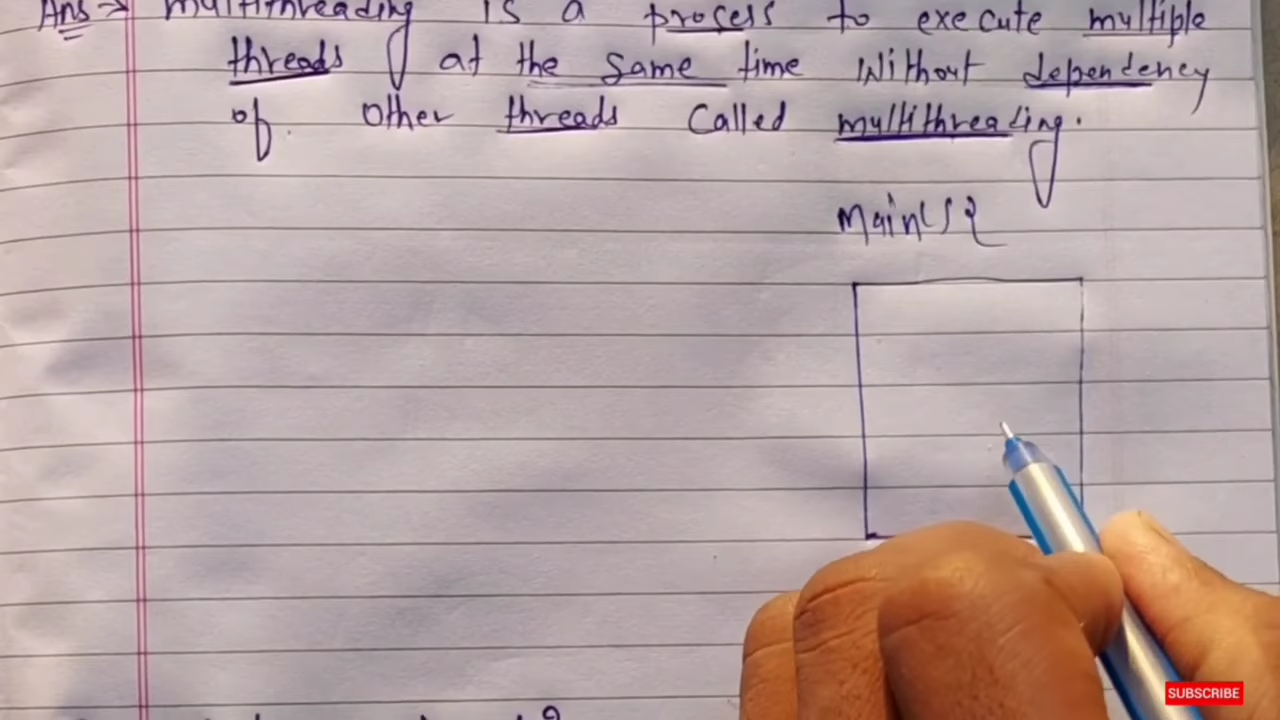 Ans → Multithreading is a process to execute multiple
threads at the same time without dependency
of other threads called multithreading.
main() {
SUBSCRIBE